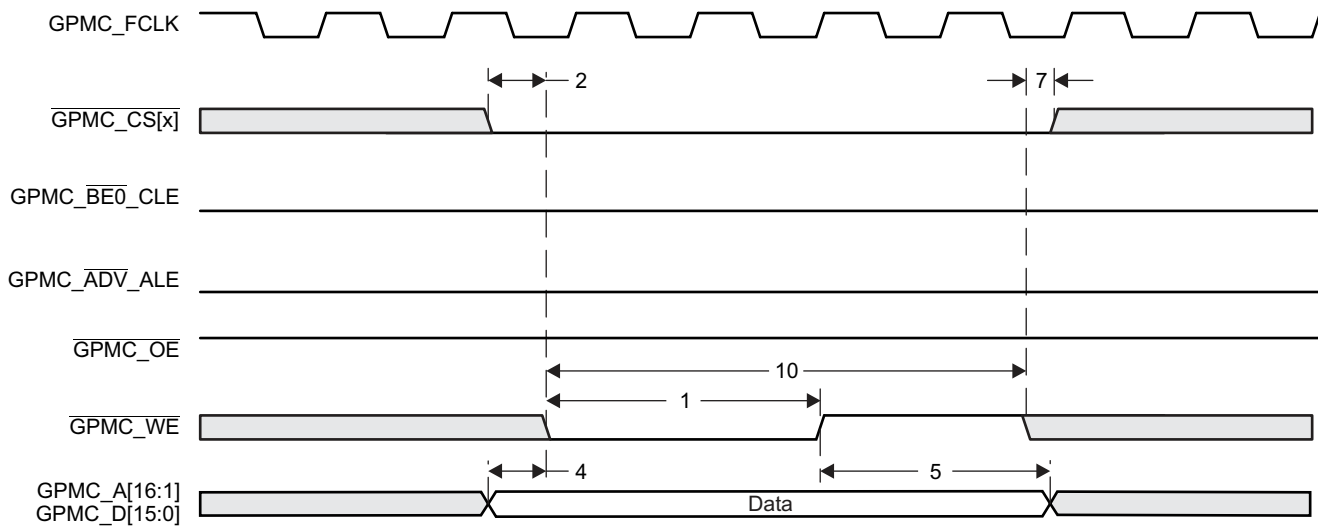 GPMC_FCLK
2
7
GPMC_CS[x]
GPMC_BE0_CLE
GPMC_ADV_ALE
GPMC_OE
10
1
GPMC_WE
4
5
GPMC_A[16:1]
GPMC_D[15:0]
Data